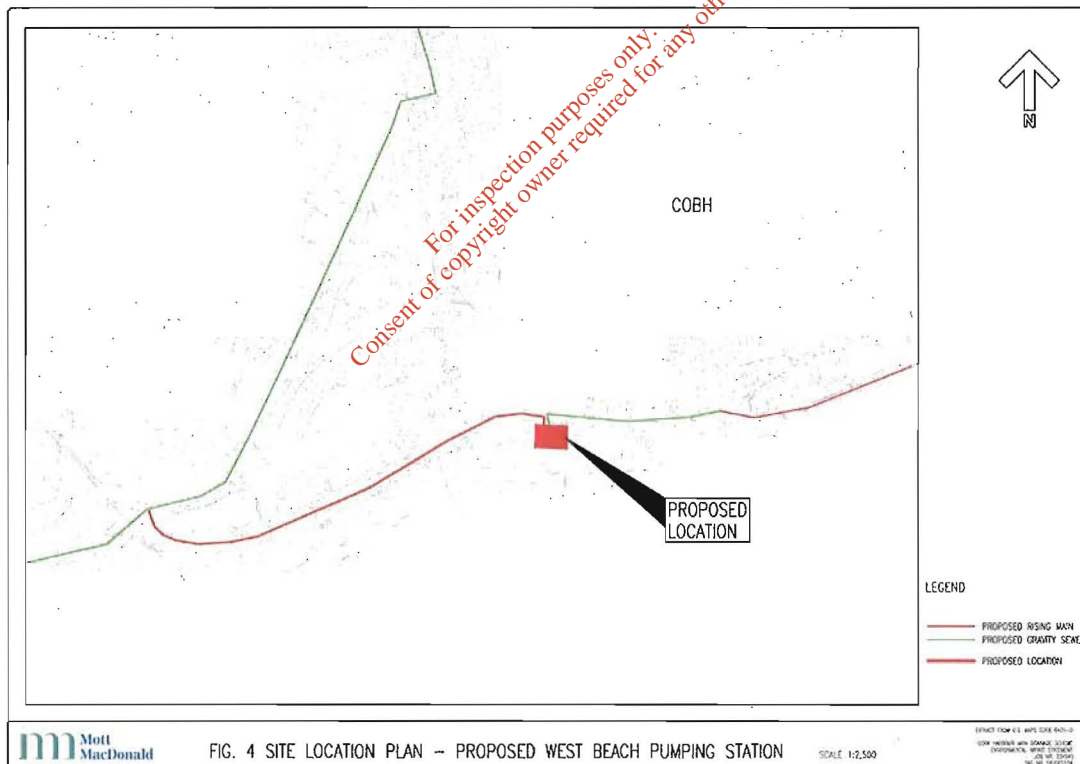 For inspection purposes only.
Consent of copyright owner required for any oth
N
COBH
PROPOSED
LOCATION
LEGEND
PROPOSED RISING MAIN
PROPOSED GRAVITY SEWE
PROPOSED LOCATION
Mott
MacDonald
FIG. 4 SITE LOCATION PLAN - PROPOSED WEST BEACH PUMPING STATION
SCALE 1:2,500